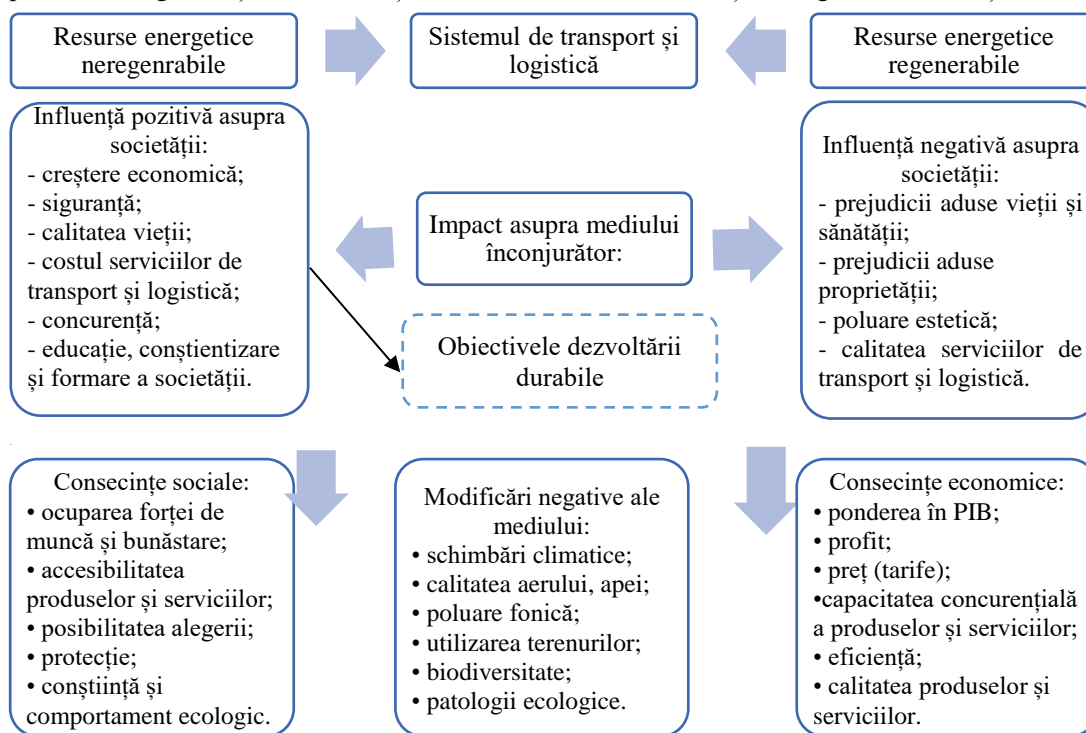 Resurse energetice
neregenrabile
Sistemul de transport și
logistică
Resurse energetice
regenerabile
Influență pozitivă asupra
societății:
- creștere economică;
- siguranță;
- calitatea vieții;
- costul serviciilor de
transport și logistică;
- concurență;
- educație, conștientizare
și formare a societății.
Impact asupra mediului
înconjurător:
Obiectivele dezvoltării
durabile
Influență negativă asupra
societății:
- prejudicii aduse vieții și
sănătății;
- prejudicii aduse
proprietății;
- poluare estetică;
- calitatea serviciilor de
transport și logistică.
Consecințe sociale:
• ocuparea forței de
muncă și bunăstare;
• accesibilitatea
produselor și serviciilor;
• posibilitatea alegerii;
• protecție;
• conștiință și
comportament ecologic.
Modificări negative ale
mediului:
• schimbări climatice;
• calitatea aerului, apei;
• poluare fonică;
• utilizarea terenurilor;
• biodiversitate;
• patologii ecologice.
Consecințe economice:
• ponderea în PIB;
• profit;
• preț (tarife);
•capacitatea concurențială
a produselor și serviciilor;
• eficiență;
• calitatea produselor și
serviciilor.